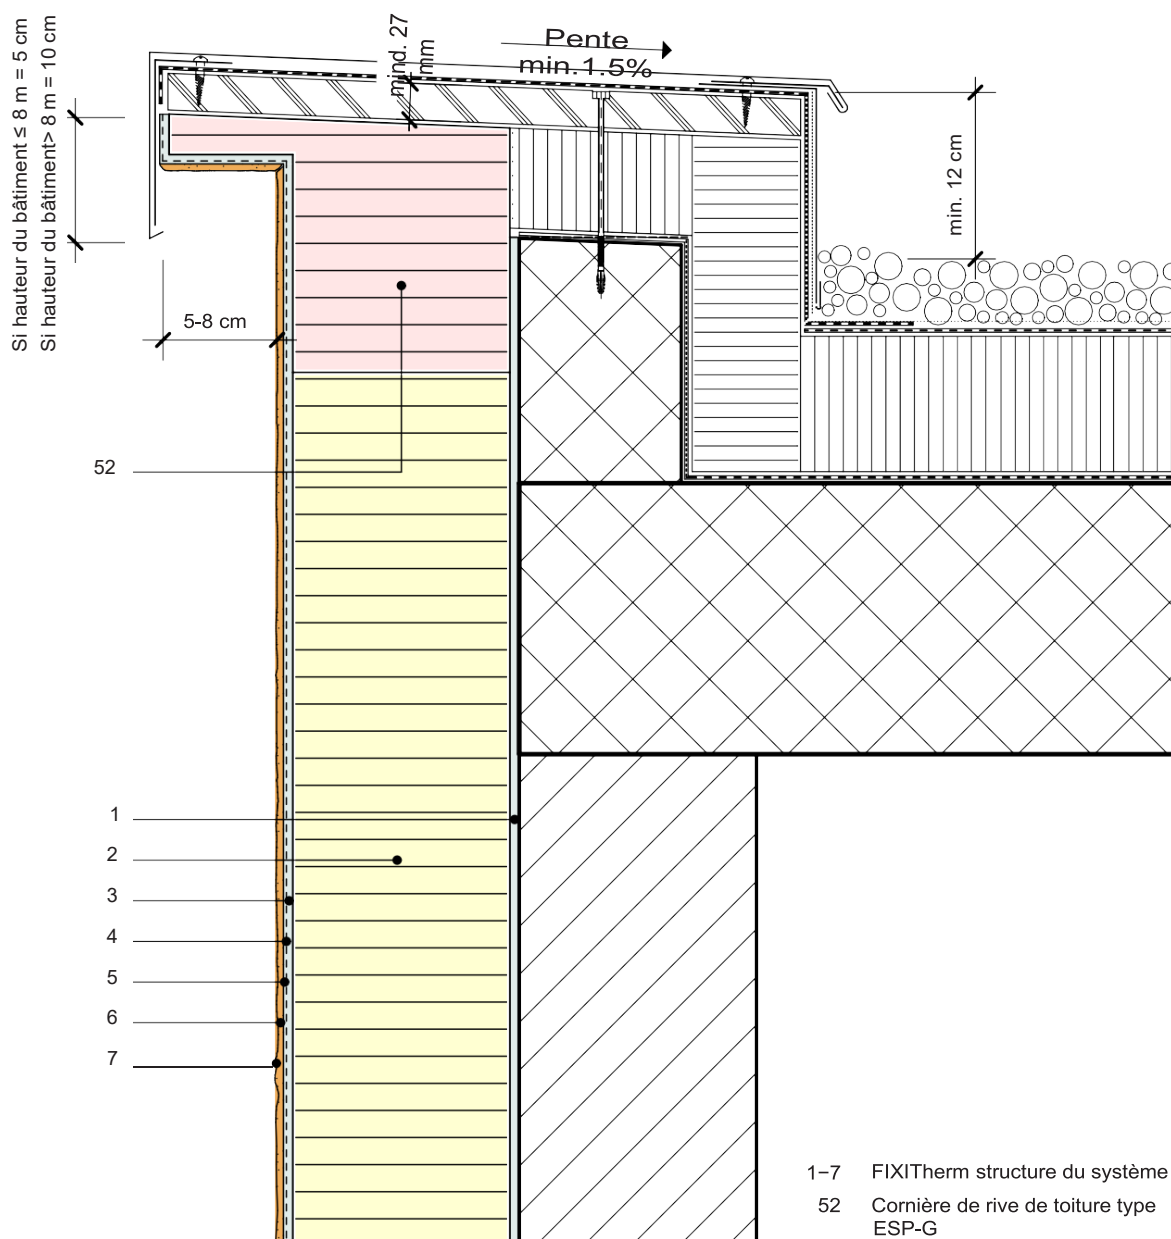 Si hauteur du bâtiment ≤ 8 m = 5 cm
Si hauteur du bâtiment> 8 m = 10 cm
mind. 27
mm
Pente
min.1.5%
min. 12 cm
5-8 cm
52
1
2
3
4
5
6
7
1–7 FIXITherm structure du système
52 Cornière de rive de toiture type
ESP-G